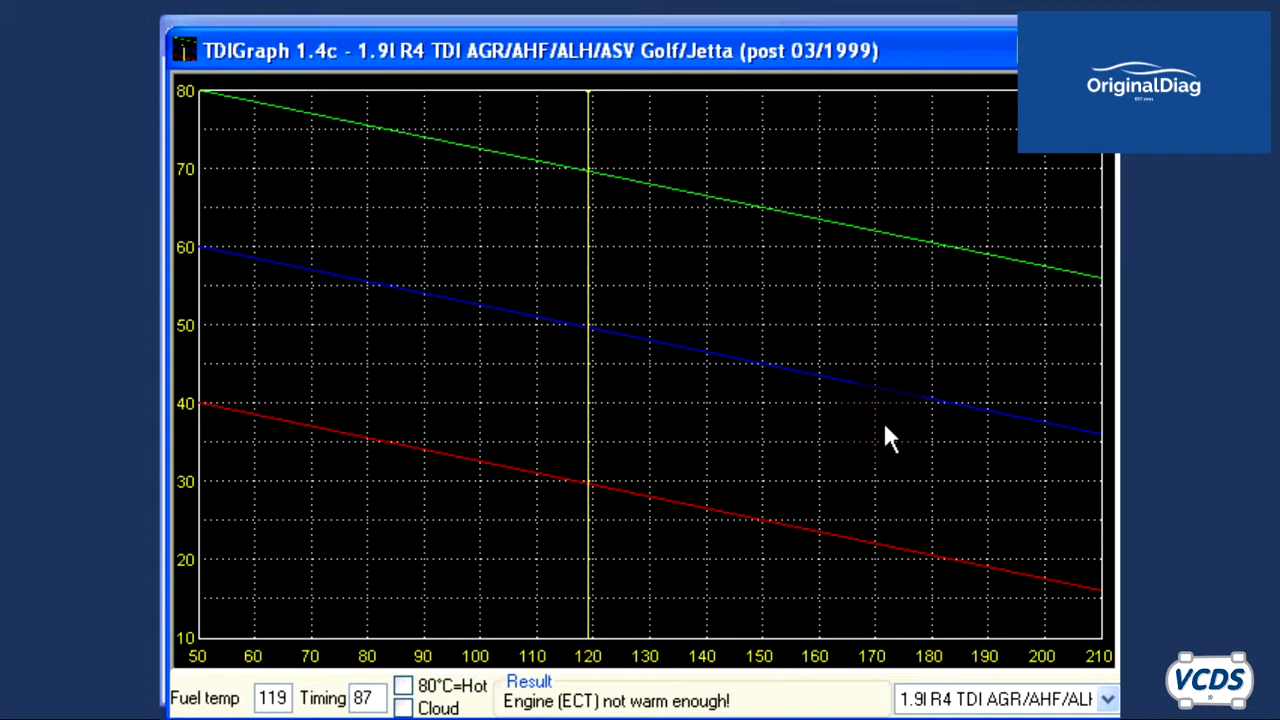 TDIGraph 1.4c - 1.9l R4 TDI AGR/AHF/ALH/ASV Golf/Jetta (post 03/1999)
OriginalDiag
EST 2001
80
70
60
50
40
30
20
10
50 60 70 80 90 100 110 120 130 140 150 160 170 180 190 200 210
Fuel temp 119 Timing 87
80°C=Hot
Cloud
Result
Engine (ECT) not warm enough!
1.9l R4 TDI AGR/AHF/ALH
VCDS
®